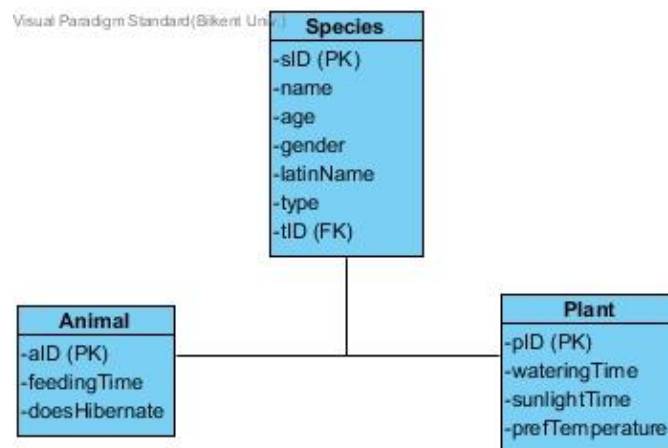 Visual Paradigm Standard(Bilkent Univ.)
Species
-sID (PK)
-name
-age
-gender
-latinName
-type
-tID (FK)
Animal
-aID (PK)
-feedingTime
-doesHibernate
Plant
-pID (PK)
-wateringTime
-sunlightTime
-prefTemperature